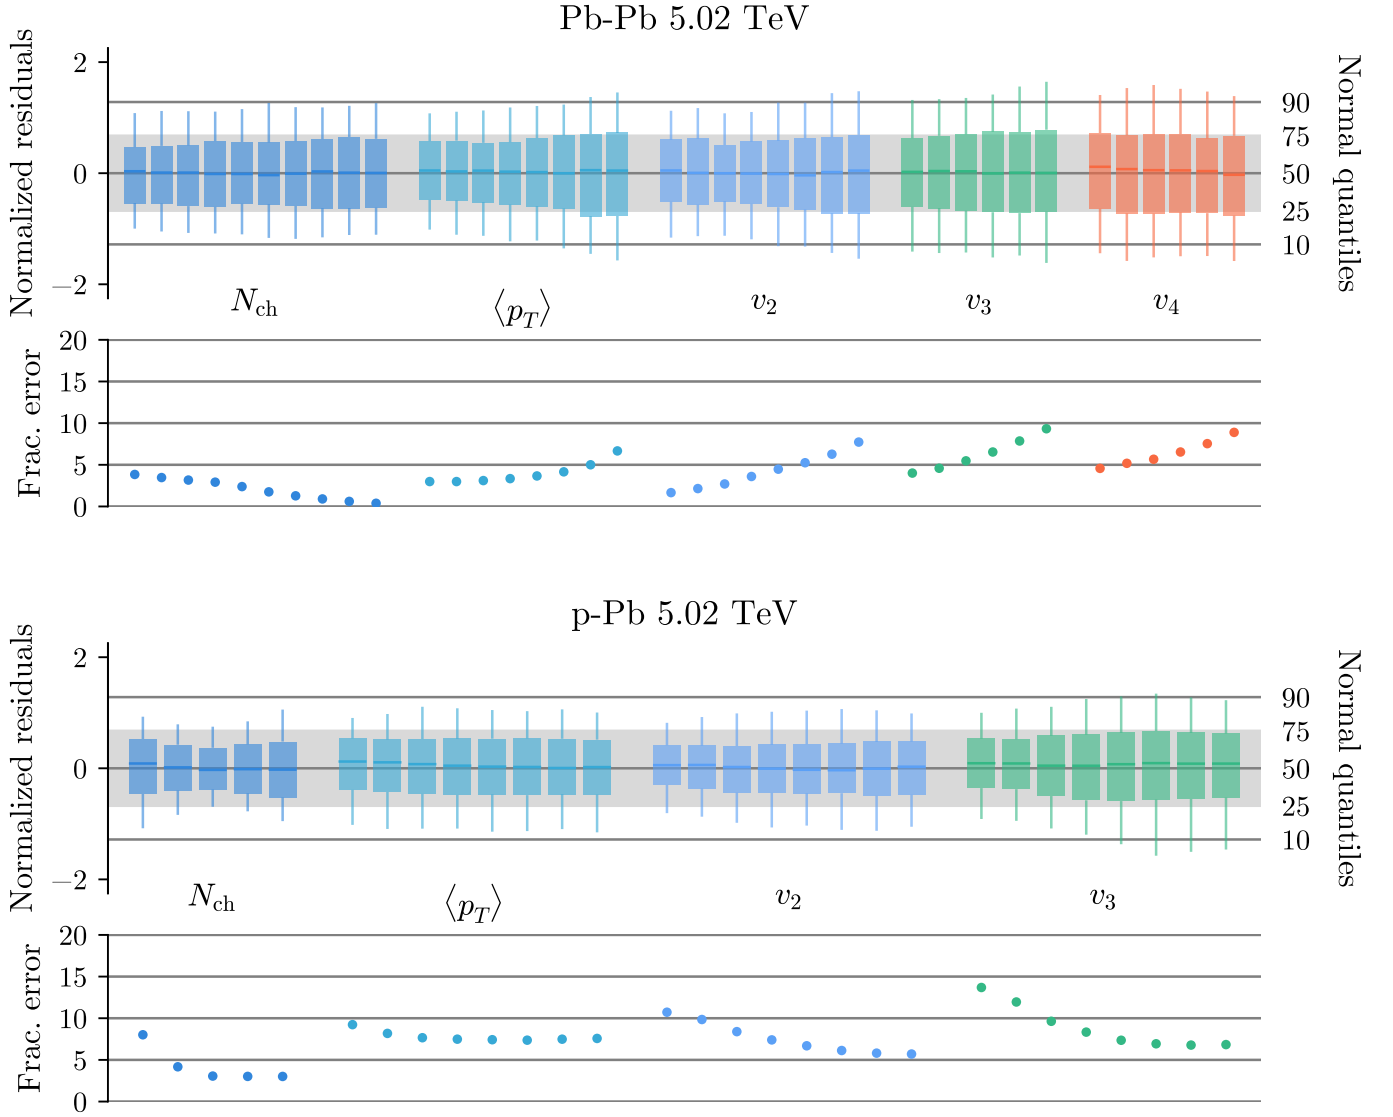 Pb-Pb 5.02 TeV
Normalized residuals
2
0
−2
90
75
50
25
10
Normal quantiles
N_ch
⟨p_T⟩
v_2
v_3
v_4
Frac. error
20
15
10
5
0
p-Pb 5.02 TeV
Normalized residuals
2
0
−2
90
75
50
25
10
Normal quantiles
N_ch
⟨p_T⟩
v_2
v_3
Frac. error
20
15
10
5
0